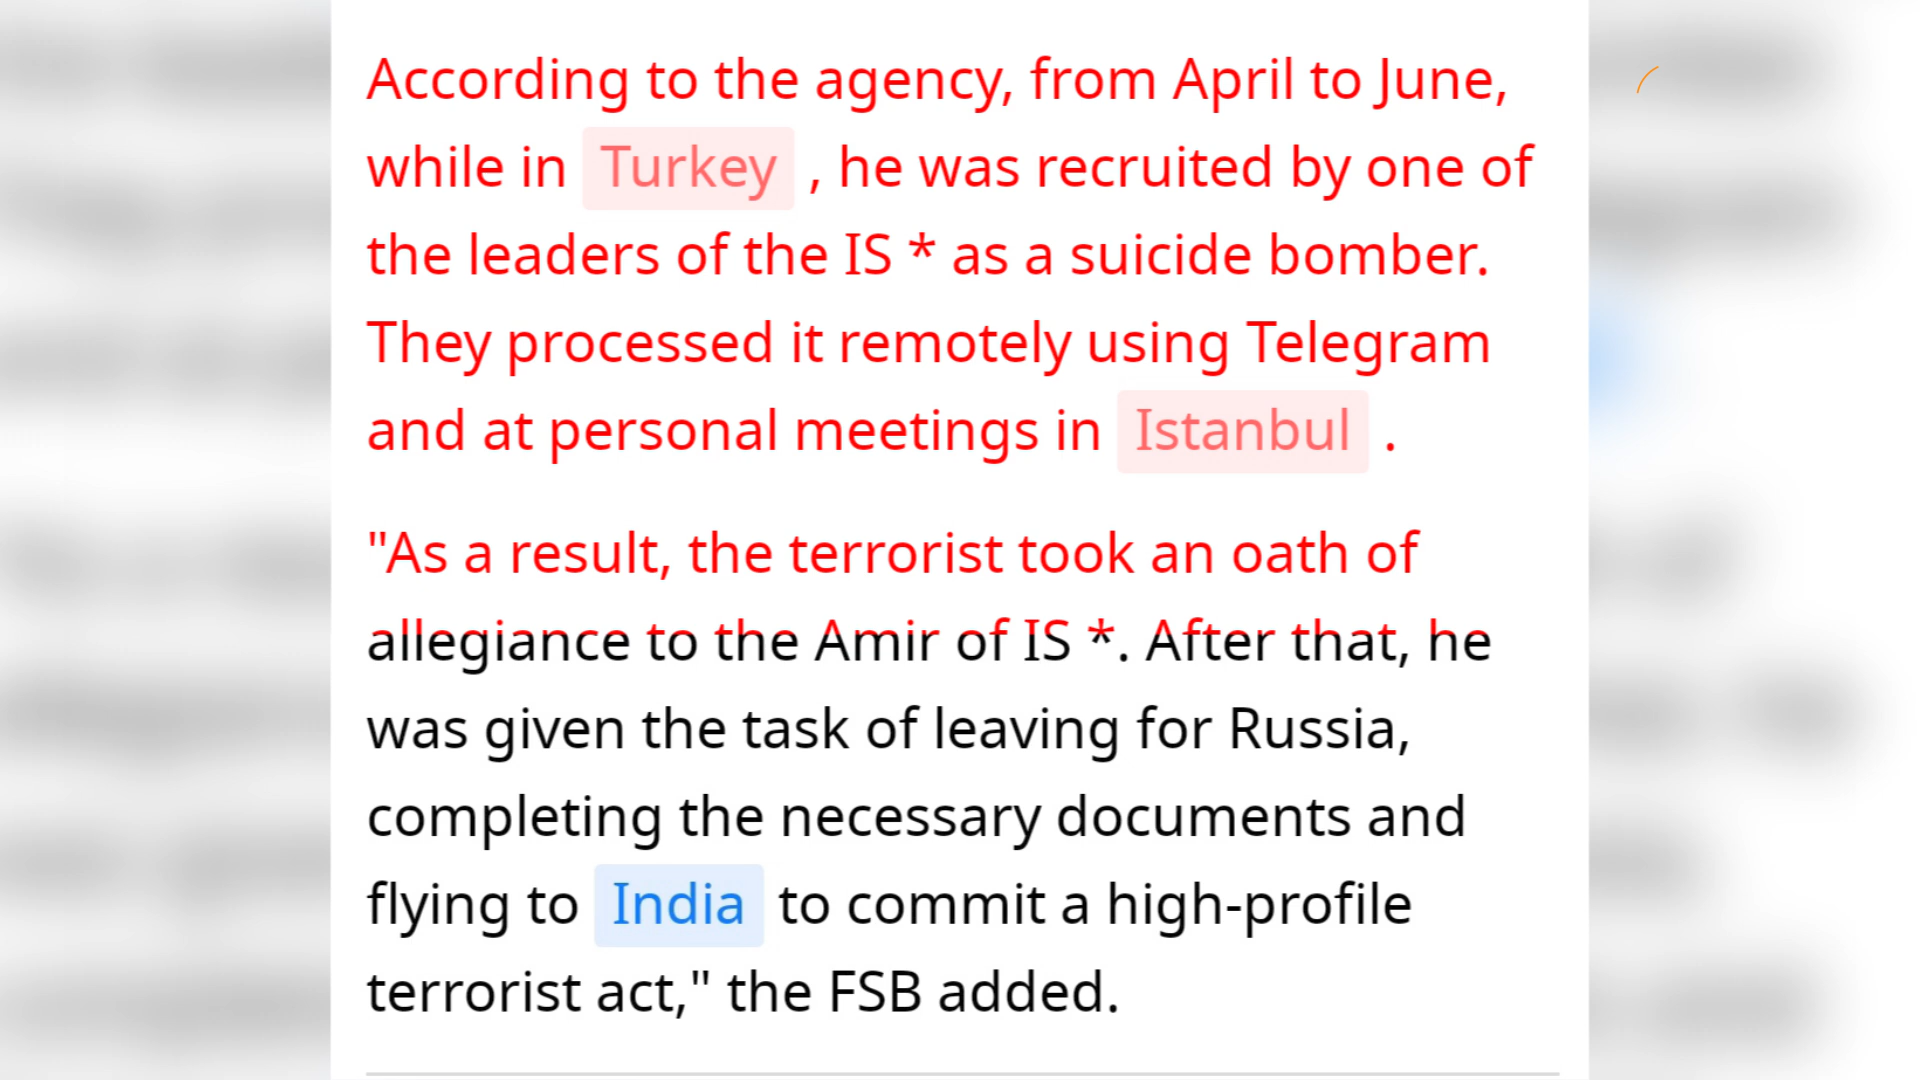 According to the agency, from April to June,
while in Turkey , he was recruited by one of
the leaders of the IS * as a suicide bomber.
They processed it remotely using Telegram
and at personal meetings in Istanbul .
"As a result, the terrorist took an oath of
allegiance to the Amir of IS *. After that, he
was given the task of leaving for Russia,
completing the necessary documents and
flying to India to commit a high-profile
terrorist act," the FSB added.